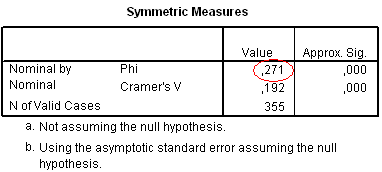 Symmetric Measures
Value Approx. Sig.
Nominal by Phi ,271 ,000
Nominal Cramer's V ,192 ,000
N of Valid Cases 355
a. Not assuming the null hypothesis.
b. Using the asymptotic standard error assuming the null
hypothesis.